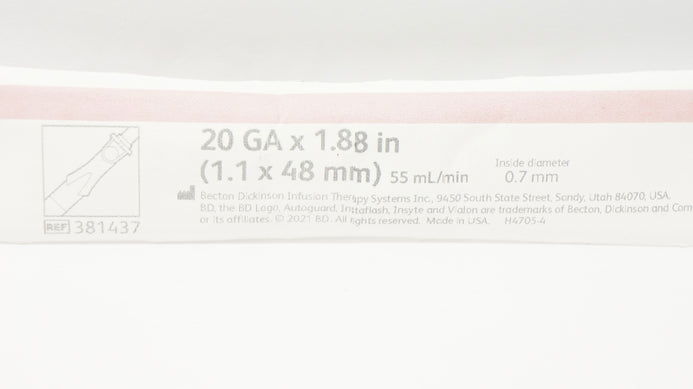 20 GA x 1.88 in
(1.1 x 48 mm) 55 mL/min
Inside diameter
0.7 mm
Becton Dickinson Infusion Therapy Systems Inc., 9450 South State Street, Sandy, Utah 84070, USA.
BD, the BD Logo, Autoguard, Instaflash, Insyte and Vialon are trademarks of Becton, Dickinson and Com
or its affiliates. © 2021 BD. All rights reserved. Made in USA. H4705-4
REF 381437